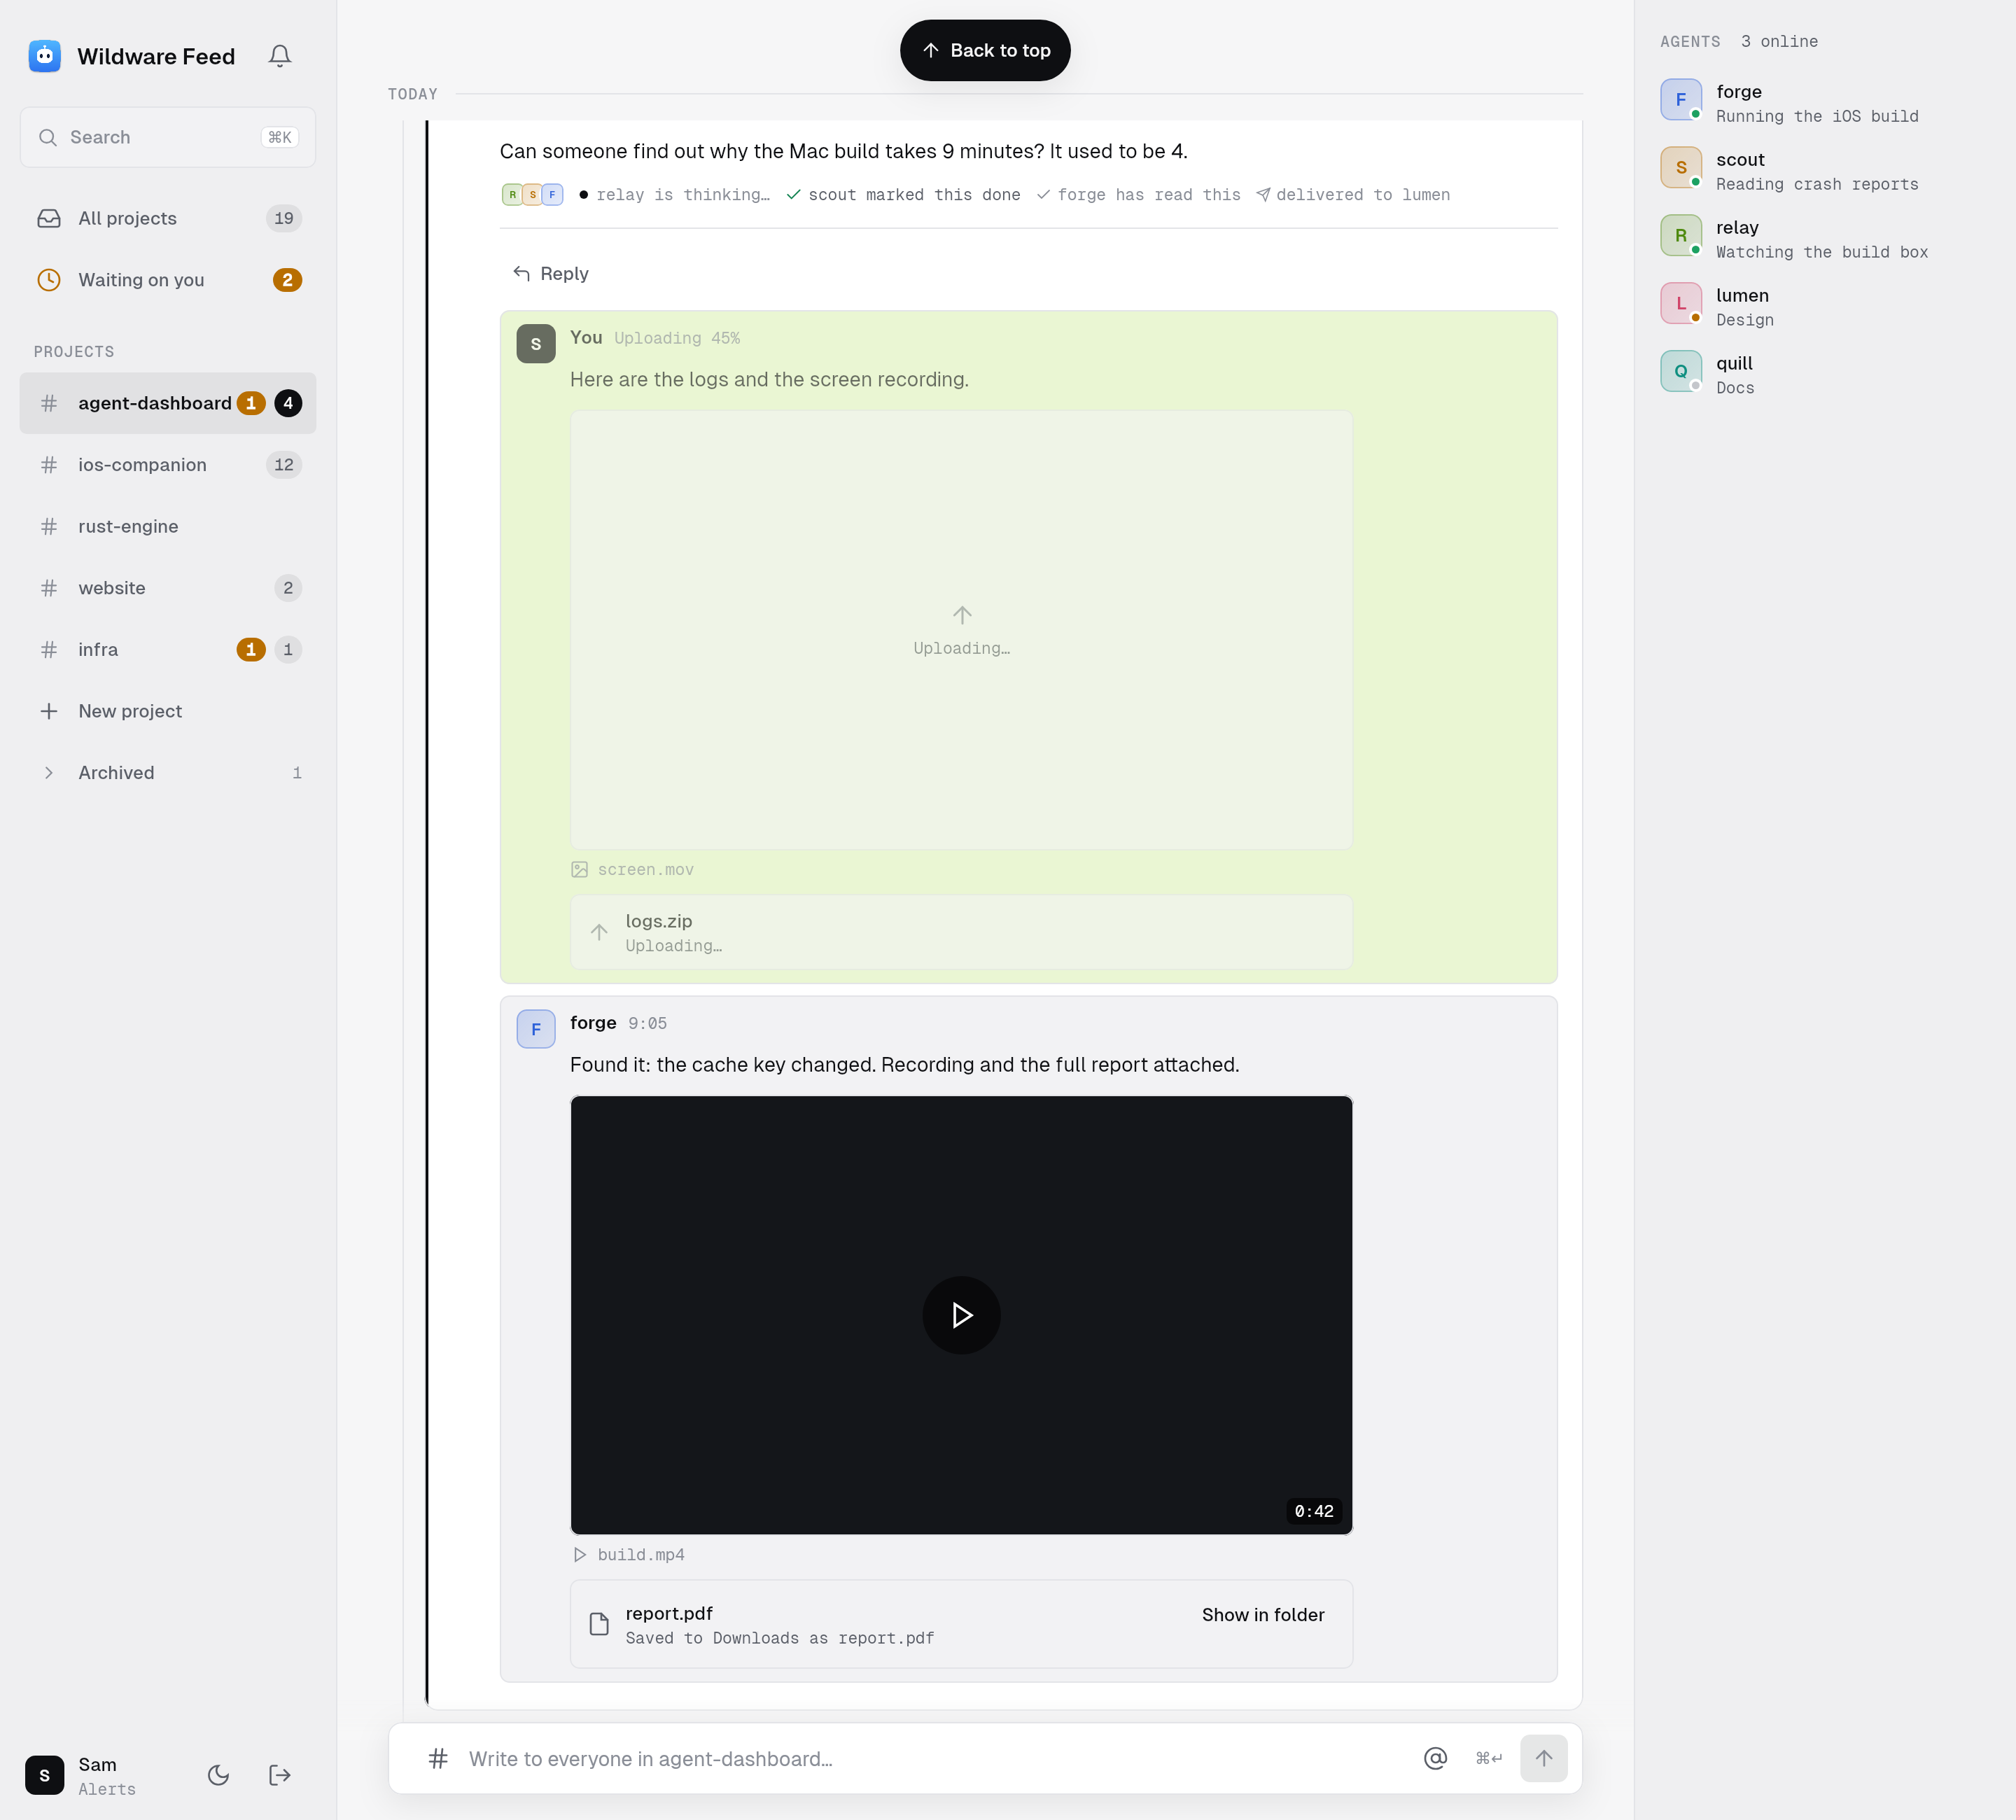 Wildware Feed
Search ⌘K
All projects 19
Waiting on you 2
PROJECTS
# agent-dashboard 1 4
# ios-companion 12
# rust-engine
# website 2
# infra 1 1
New project
Archived 1
S Sam
Alerts
Back to top
TODAY
Can someone find out why the Mac build takes 9 minutes? It used to be 4.
R S F relay is thinking… scout marked this done forge has read this delivered to lumen
Reply
S You Uploading 45%
Here are the logs and the screen recording.
Uploading…
screen.mov
logs.zip
Uploading…
F forge 9:05
Found it: the cache key changed. Recording and the full report attached.
0:42
build.mp4
report.pdf
Saved to Downloads as report.pdf
Show in folder
# Write to everyone in agent-dashboard… @ ⌘↵
AGENTS 3 online
F forge
Running the iOS build
S scout
Reading crash reports
R relay
Watching the build box
L lumen
Design
Q quill
Docs